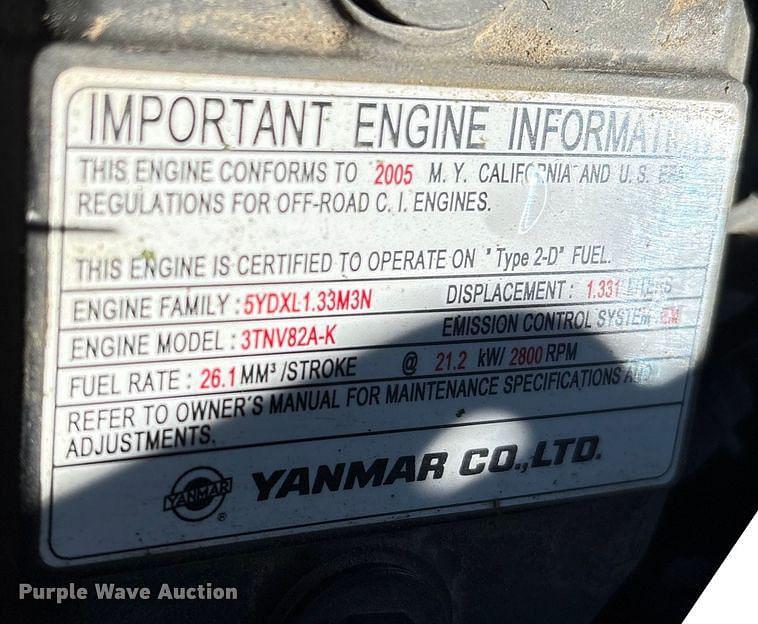 IMPORTANT ENGINE INFORMATION
THIS ENGINE CONFORMS TO 2005 M. Y. CALIFORNIA AND U. S. EPA
REGULATIONS FOR OFF-ROAD C. I. ENGINES.
THIS ENGINE IS CERTIFIED TO OPERATE ON "Type 2-D" FUEL.
ENGINE FAMILY : 5YDXL1.33M3N DISPLACEMENT : 1.331 LITERS
ENGINE MODEL : 3TNV82A-K EMISSION CONTROL SYSTEM : EM
FUEL RATE : 26.1 MM³/STROKE @ 21.2 kW/ 2800 RPM
REFER TO OWNER'S MANUAL FOR MAINTENANCE SPECIFICATIONS AND
ADJUSTMENTS.
YANMAR ® YANMAR CO.,LTD.
Purple Wave Auction